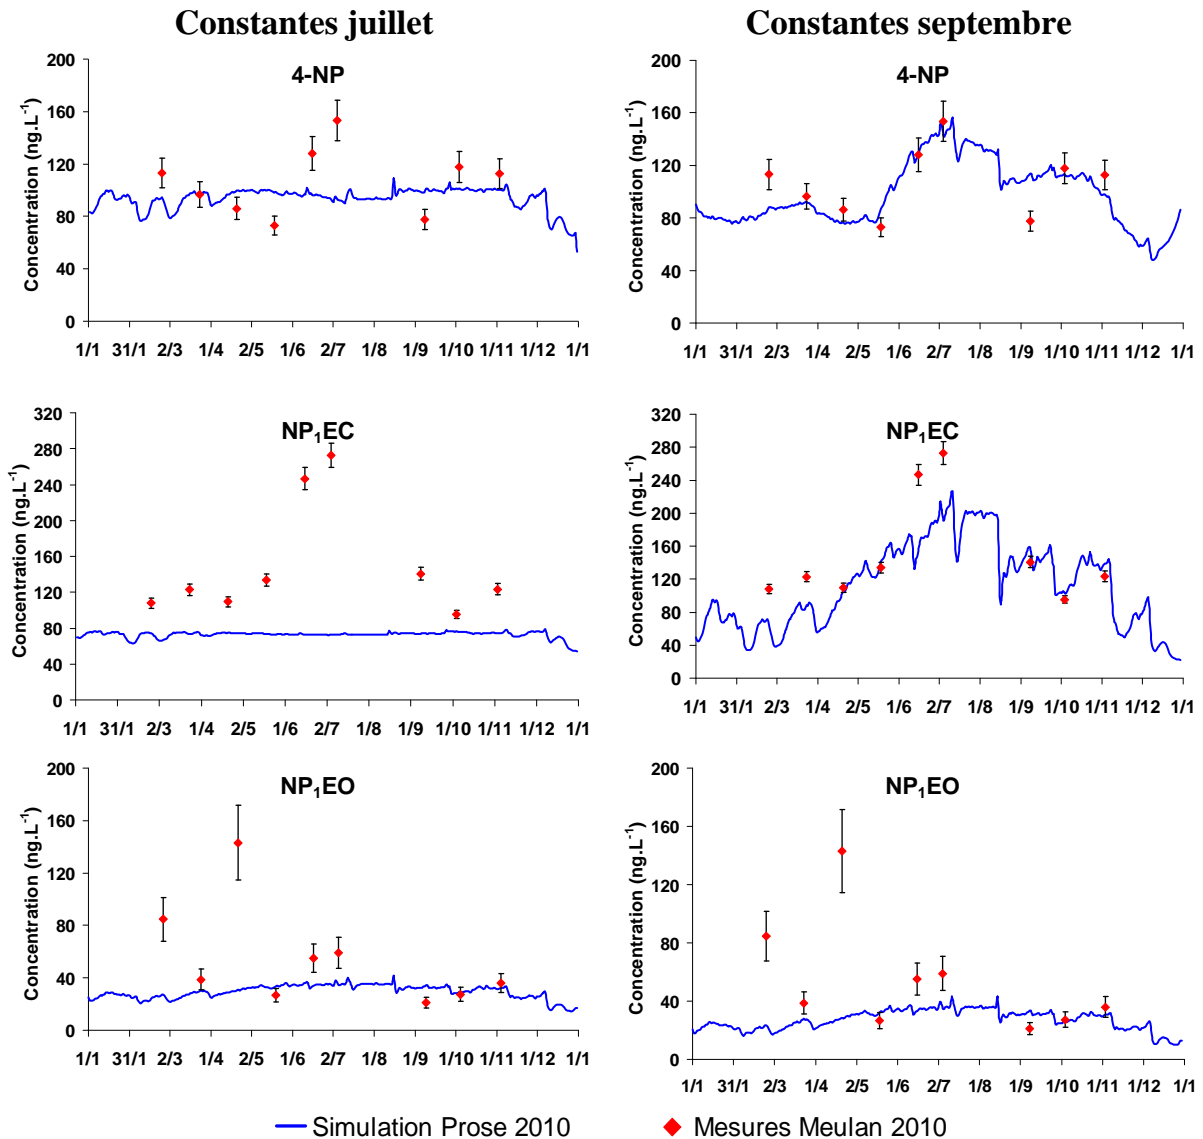 Constantes juillet
Constantes septembre
4-NP
Concentration (ng.L⁻¹)
200
160
120
80
40
0
1/1 31/1 2/3 1/4 2/5 1/6 2/7 1/8 1/9 1/10 1/11 1/12 1/1
4-NP
Concentration (ng.L⁻¹)
200
160
120
80
40
0
1/1 31/1 2/3 1/4 2/5 1/6 2/7 1/8 1/9 1/10 1/11 1/12 1/1
NP₁EC
Concentration (ng.L⁻¹)
320
280
240
200
160
120
80
40
0
1/1 31/1 2/3 1/4 2/5 1/6 2/7 1/8 1/9 1/10 1/11 1/12 1/1
NP₁EC
Concentration (ng.L⁻¹)
320
280
240
200
160
120
80
40
0
1/1 31/1 2/3 1/4 2/5 1/6 2/7 1/8 1/9 1/10 1/11 1/12 1/1
NP₁EO
Concentration (ng.L⁻¹)
200
160
120
80
40
0
1/1 31/1 2/3 1/4 2/5 1/6 2/7 1/8 1/9 1/10 1/11 1/12 1/1
NP₁EO
Concentration (ng.L⁻¹)
200
160
120
80
40
0
1/1 31/1 2/3 1/4 2/5 1/6 2/7 1/8 1/9 1/10 1/11 1/12 1/1
Simulation Prose 2010
Mesures Meulan 2010